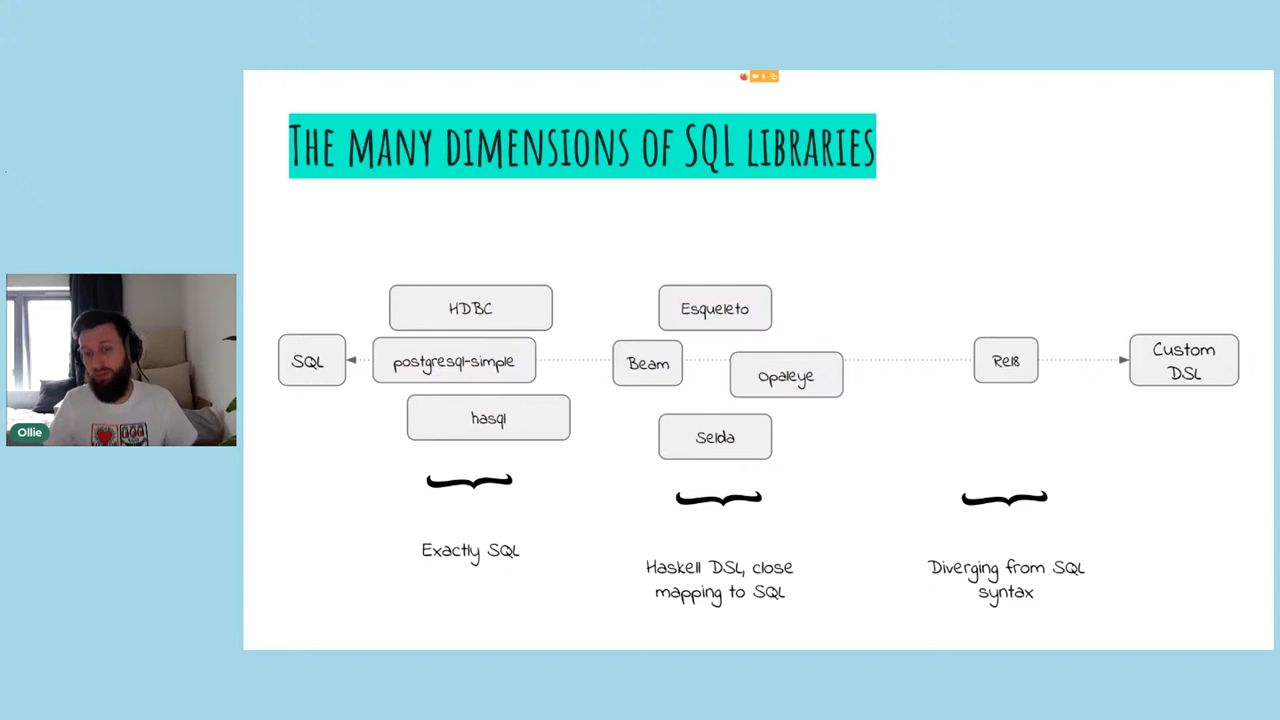 The many dimensions of SQL libraries
HDBC
Esqueleto
SQL
postgresql-simple
Beam
Opaleye
Rel8
Custom
DSL
hasql
Selda
Exactly SQL
Haskell DSL, close
mapping to SQL
Diverging from SQL
syntax
Ollie